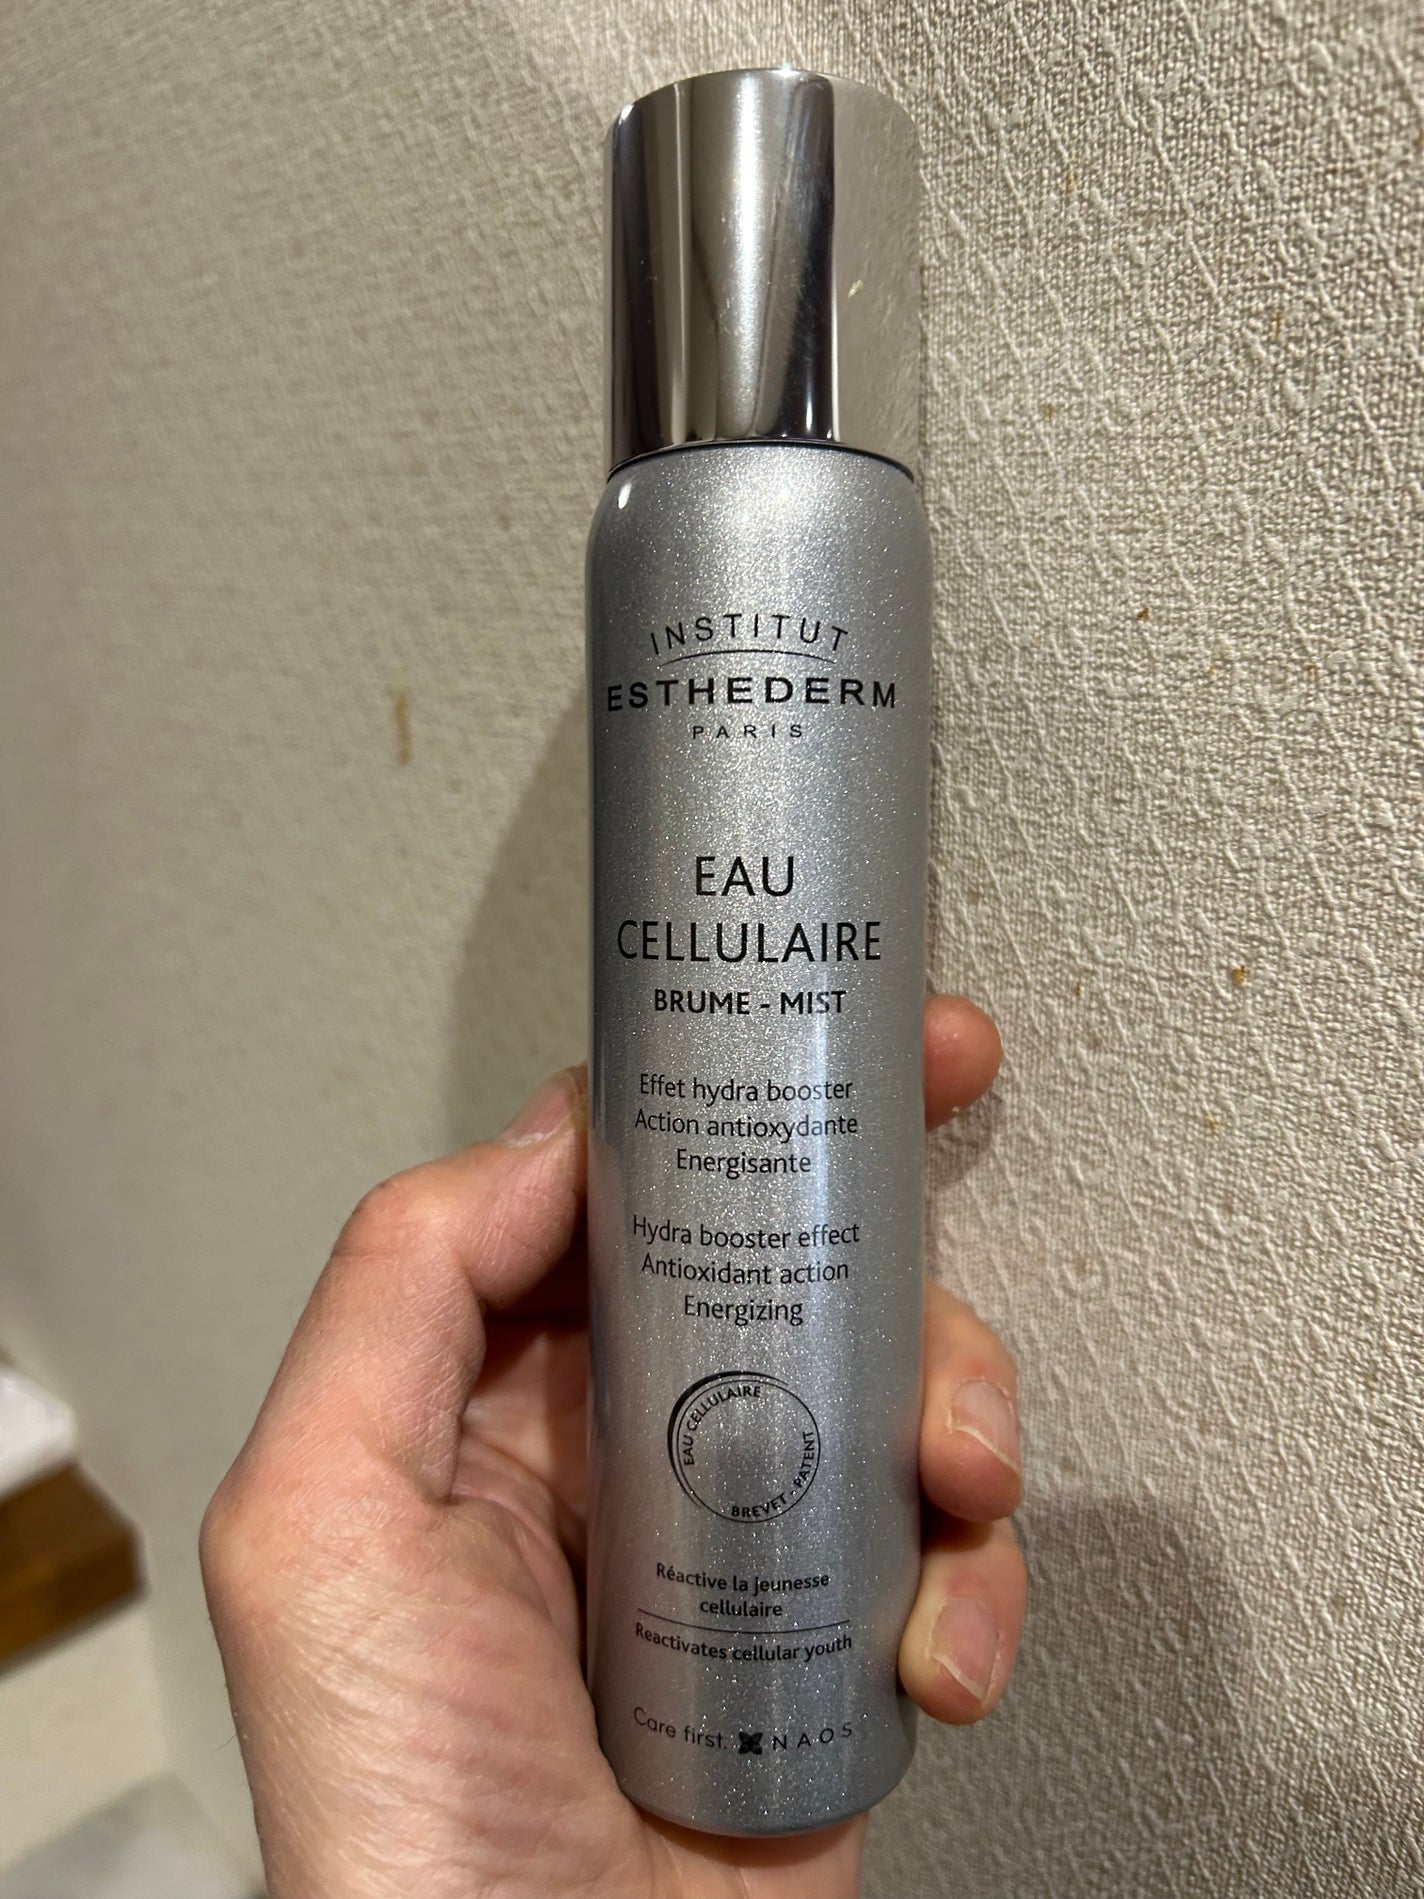 INSTITUT
ESTHEDERM
PARIS
EAU
CELLULAIRE
BRUME - MIST
Effet hydra booster
Action antioxydante
Energisante
Hydra booster effect
Antioxidant action
Energizing
EAU CELLULAIRE
BREVET - PATENT
Réactive la jeunesse
cellulaire
Reactivates cellular youth
Care first. NAOS